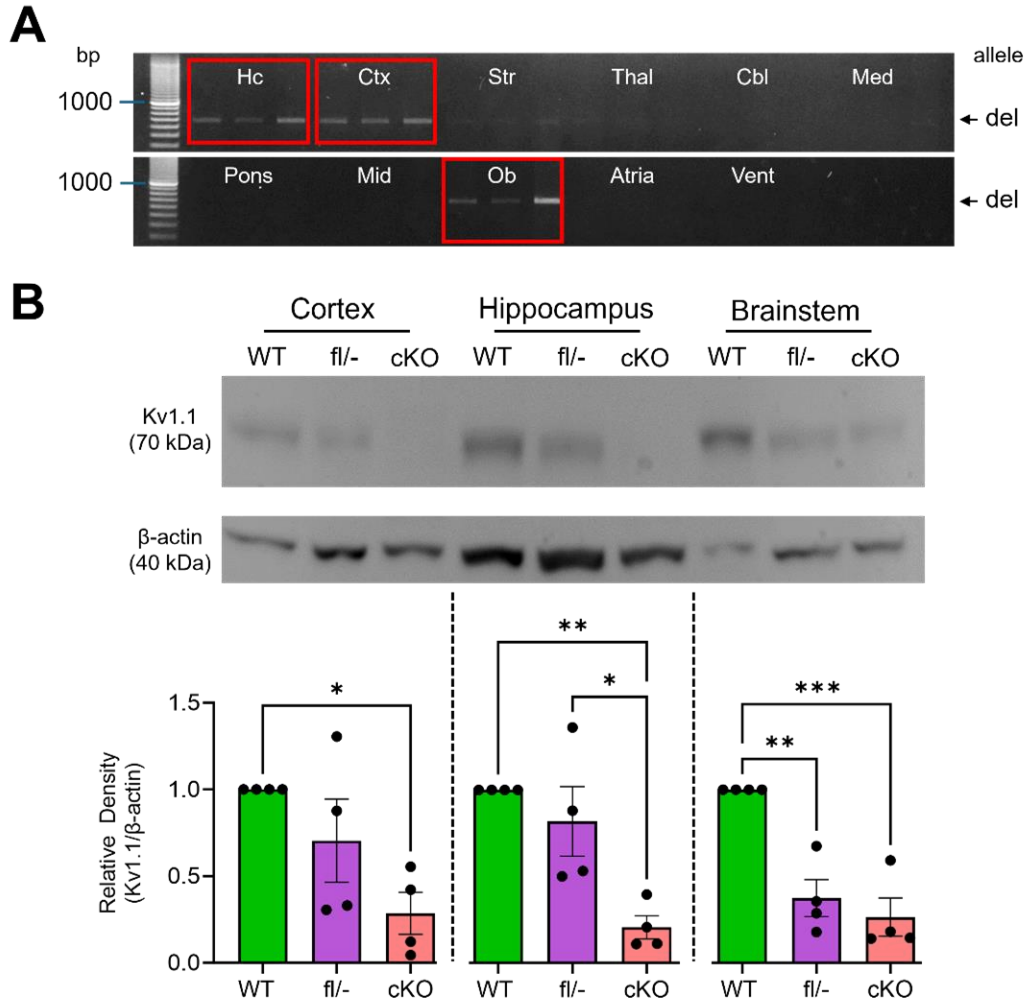 A
bp
allele
Hc Ctx Str Thal Cbl Med
1000
← del
Pons Mid Ob Atria Vent
1000
← del
B
Cortex Hippocampus Brainstem
WT fl/- cKO WT fl/- cKO WT fl/- cKO
Kv1.1
(70 kDa)
β-actin
(40 kDa)
** 
* 
* *** 
**
Relative Density
(Kv1.1/β-actin)
1.5
1.0
0.5
0.0
WT fl/- cKO WT fl/- cKO WT fl/- cKO